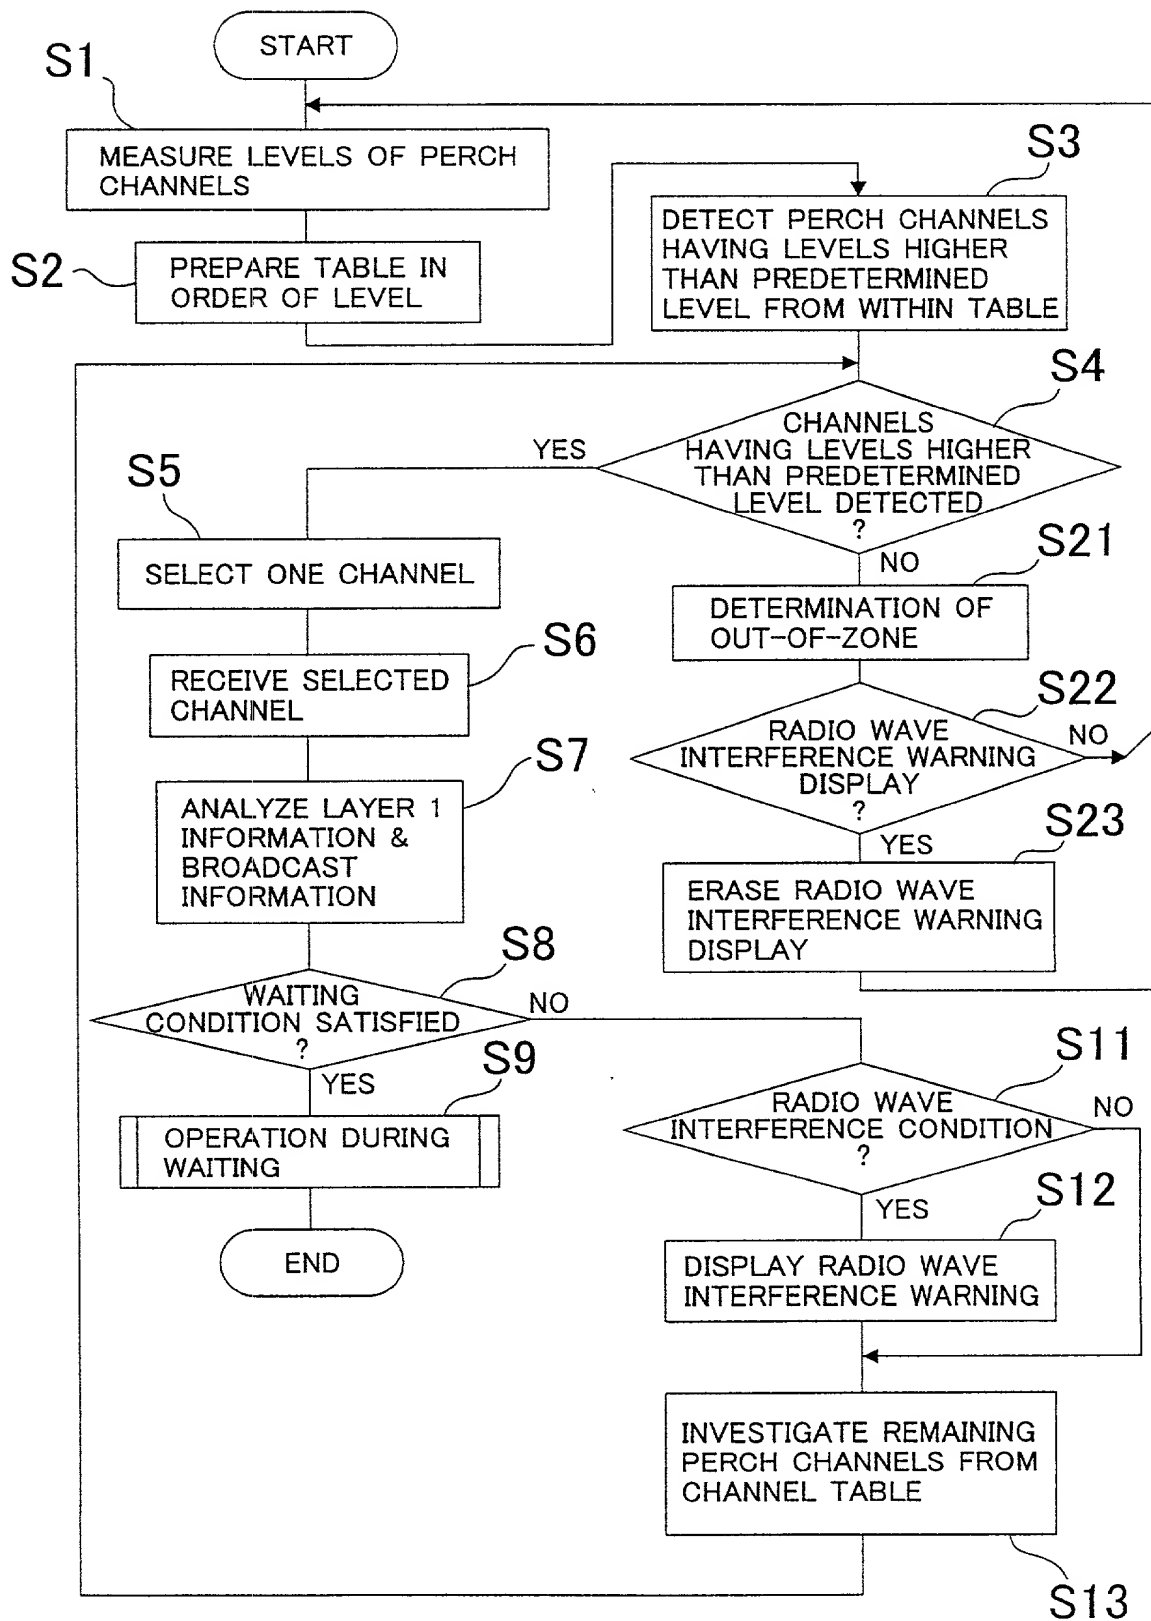 START
S1
MEASURE LEVELS OF PERCH
CHANNELS
S2
PREPARE TABLE IN
ORDER OF LEVEL
S3
DETECT PERCH CHANNELS
HAVING LEVELS HIGHER
THAN PREDETERMINED
LEVEL FROM WITHIN TABLE
S4
CHANNELS
HAVING LEVELS HIGHER
THAN PREDETERMINED
LEVEL DETECTED
?
YES
NO
S5
SELECT ONE CHANNEL
S6
RECEIVE SELECTED
CHANNEL
S7
ANALYZE LAYER 1
INFORMATION &
BROADCAST
INFORMATION
S8
WAITING
CONDITION SATISFIED
?
NO
YES
S9
OPERATION DURING
WAITING
END
S21
DETERMINATION OF
OUT-OF-ZONE
S22
RADIO WAVE
INTERFERENCE WARNING
DISPLAY
?
NO
YES
S23
ERASE RADIO WAVE
INTERFERENCE WARNING
DISPLAY
S11
RADIO WAVE
INTERFERENCE CONDITION
?
NO
YES
S12
DISPLAY RADIO WAVE
INTERFERENCE WARNING
INVESTIGATE REMAINING
PERCH CHANNELS FROM
CHANNEL TABLE
S13